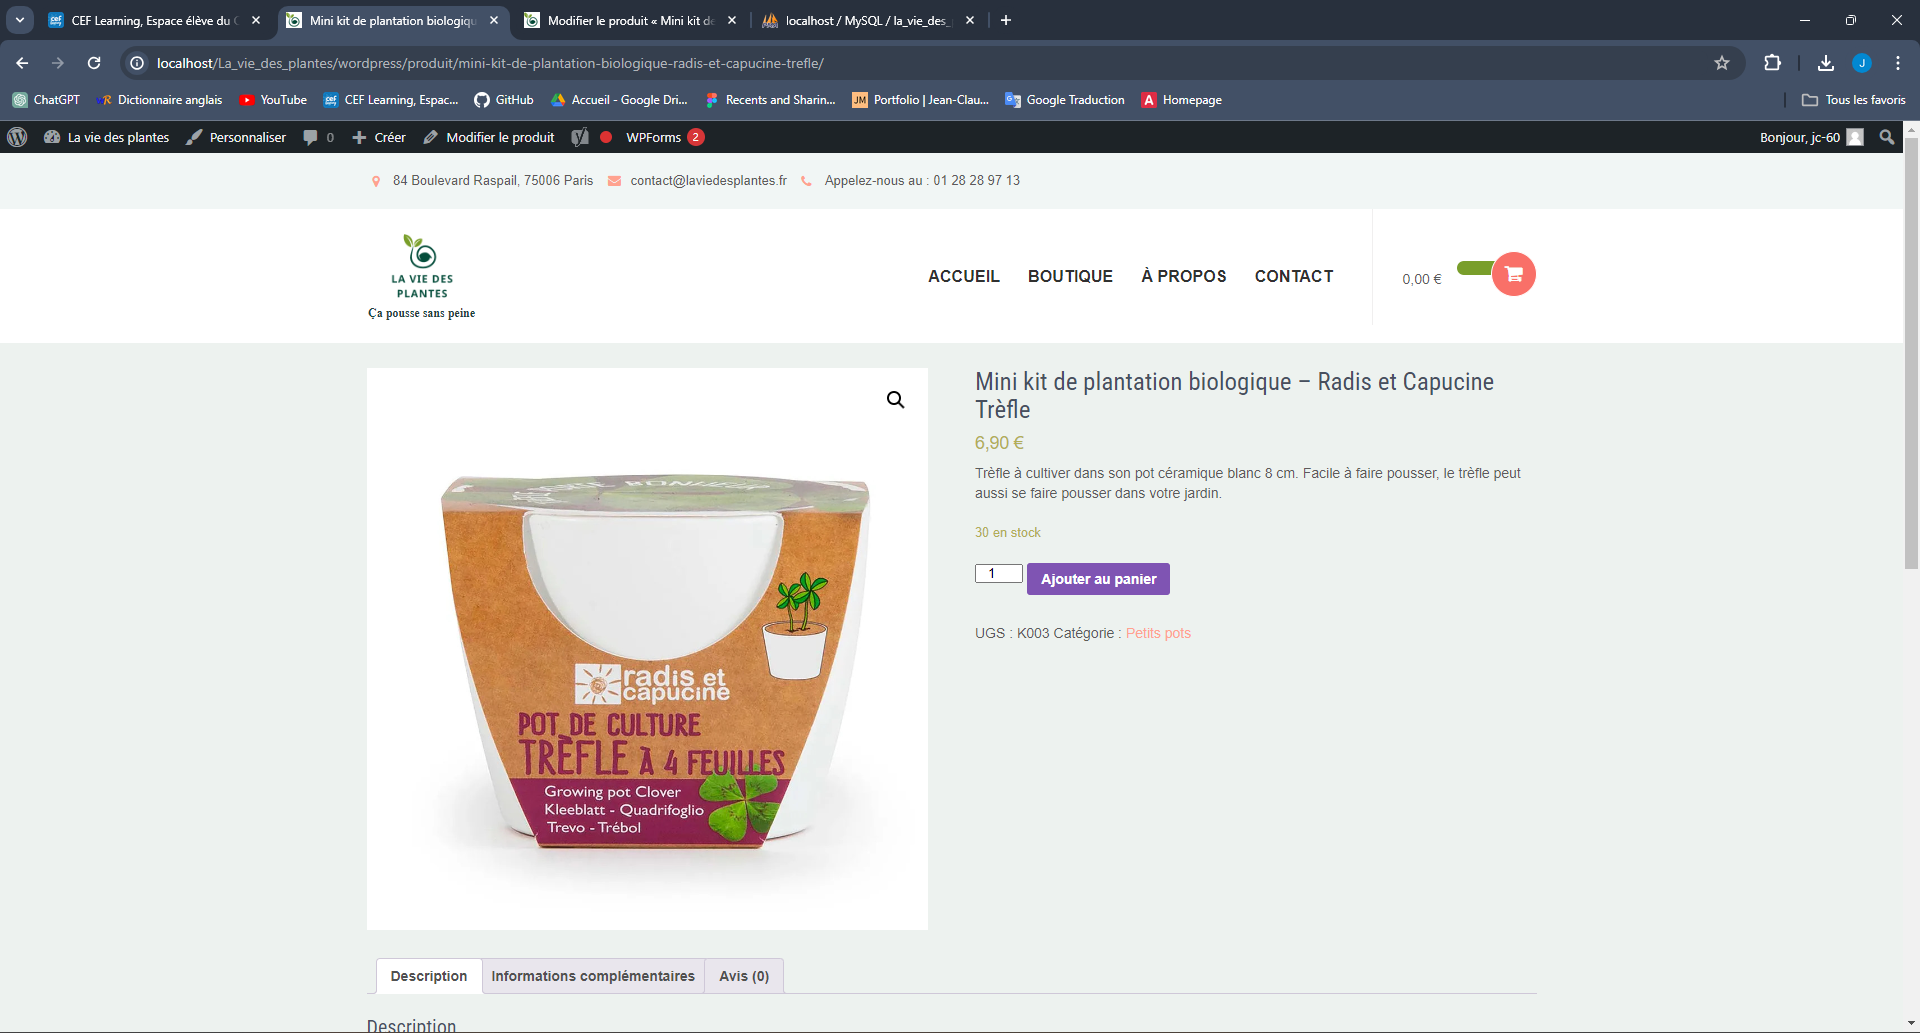 CEF Learning, Espace élève du C
Mini kit de plantation biologiqu
Modifier le produit « Mini kit de
localhost / MySQL / la_vie_des_
localhost/La_vie_des_plantes/wordpress/produit/mini-kit-de-plantation-biologique-radis-et-capucine-trefle/
J
ChatGPT
Dictionnaire anglais
YouTube
CEF Learning, Espac...
GitHub
Accueil - Google Dri...
Recents and Sharin...
JM
Portfolio | Jean-Clau...
Google Traduction
A
Homepage
Tous les favoris
La vie des plantes
Personnaliser
0
Créer
Modifier le produit
WPForms 2
Bonjour, jc-60
84 Boulevard Raspail, 75006 Paris
contact@laviedesplantes.fr
Appelez-nous au : 01 28 28 97 13
LA VIE DES
PLANTES
Ça pousse sans peine
ACCUEIL
BOUTIQUE
À PROPOS
CONTACT
0,00 €
Mini kit de plantation biologique – Radis et Capucine
Trèfle
6,90 €
Trèfle à cultiver dans son pot céramique blanc 8 cm. Facile à faire pousser, le trèfle peut
aussi se faire pousser dans votre jardin.
30 en stock
1
Ajouter au panier
UGS : K003 Catégorie : Petits pots
BONHEUR
radis et
capucine
POT DE CULTURE
TRÈFLE À 4 FEUILLES
Growing pot Clover
Kleeblatt - Quadrifoglio
Trevo - Trébol
Description
Informations complémentaires
Avis (0)
Description